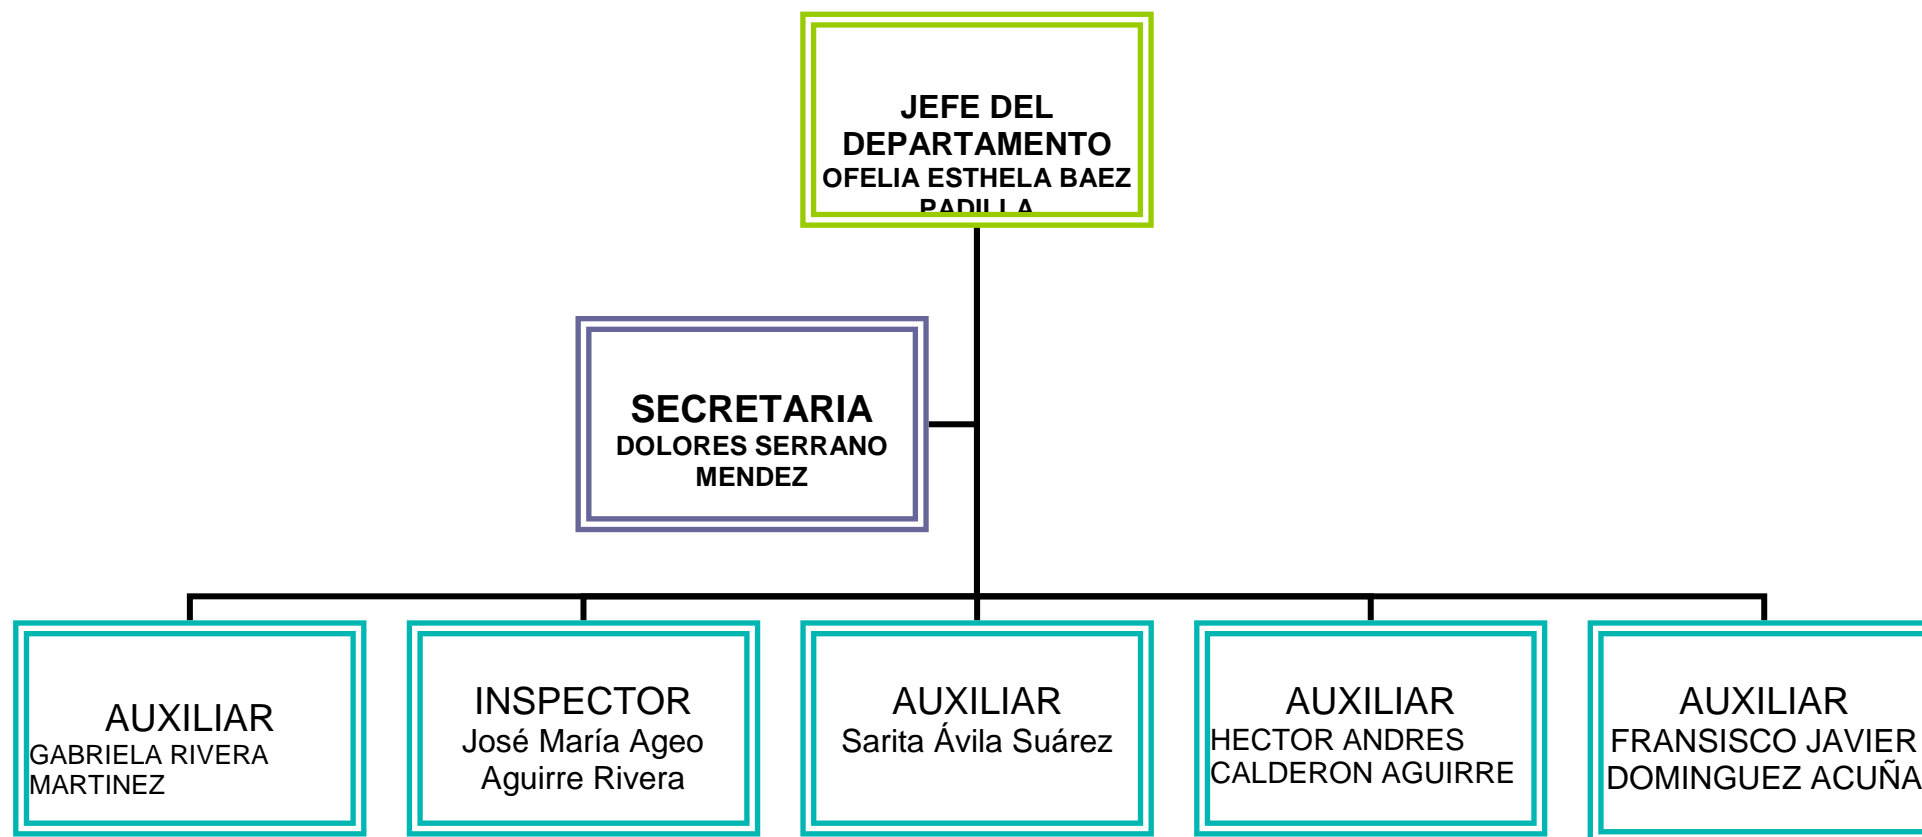 JEFE DEL
DEPARTAMENTO
OFELIA ESTHELA BAEZ
PADILLA
SECRETARIA
DOLORES SERRANO
MENDEZ
AUXILIAR
GABRIELA RIVERA
MARTINEZ
INSPECTOR
José María Ageo
Aguirre Rivera
AUXILIAR
Sarita Ávila Suárez
AUXILIAR
HECTOR ANDRES
CALDERON AGUIRRE
AUXILIAR
FRANSISCO JAVIER
DOMINGUEZ ACUÑA